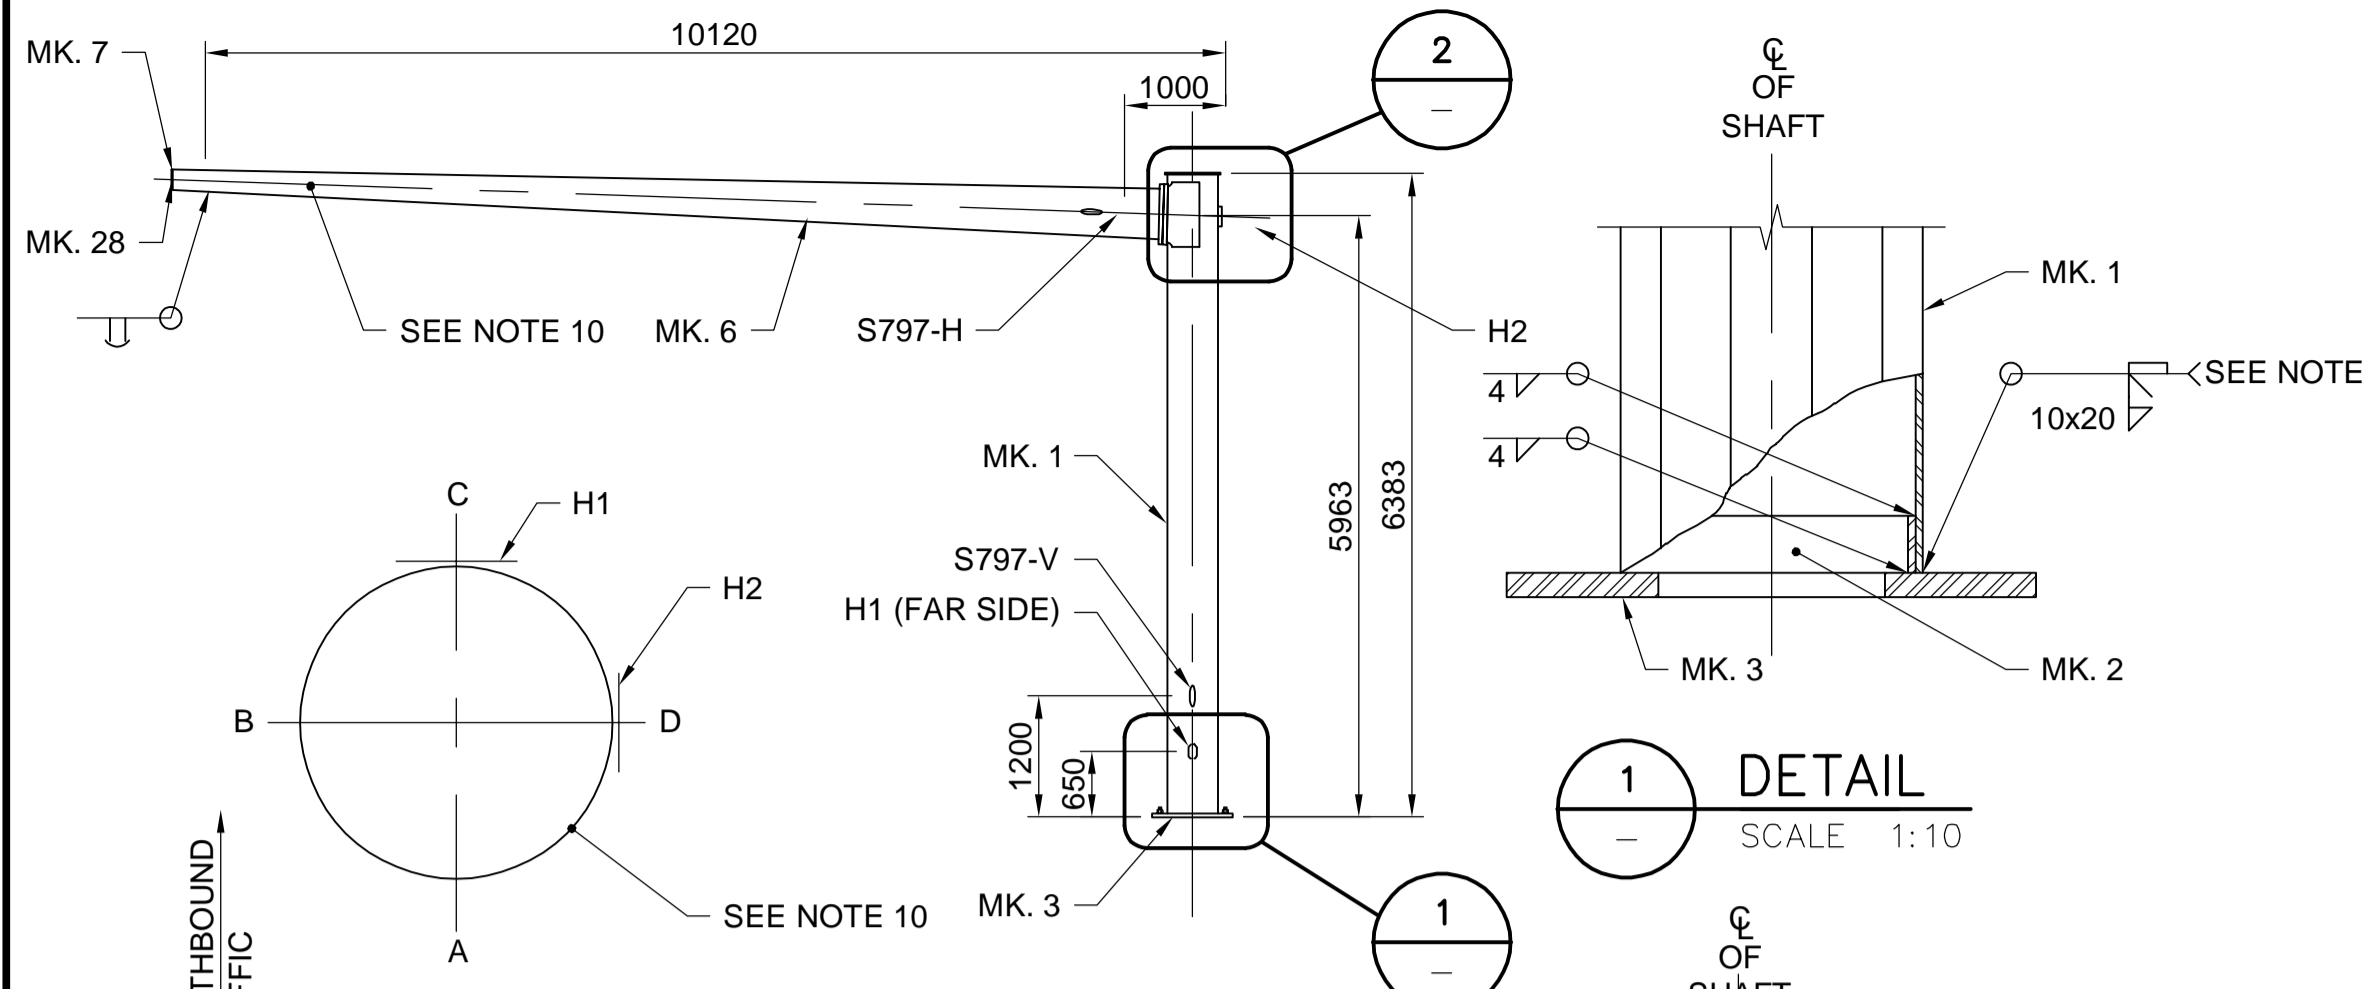 MK. 7
10120
1000
2
–
℄
OF
SHAFT
MK. 28
SEE NOTE 10
MK. 6
S797-H
H2
MK. 1
4
4
10x20
SEE NOTE
MK. 1
5963
6383
C
H1
H2
S797-V
H1 (FAR SIDE)
B
D
MK. 3
MK. 2
1200
650
1
–
DETAIL
SCALE 1:10
THBOUND
FFIC
SEE NOTE 10
A
MK. 3
1
–
℄
OF
SHAFT